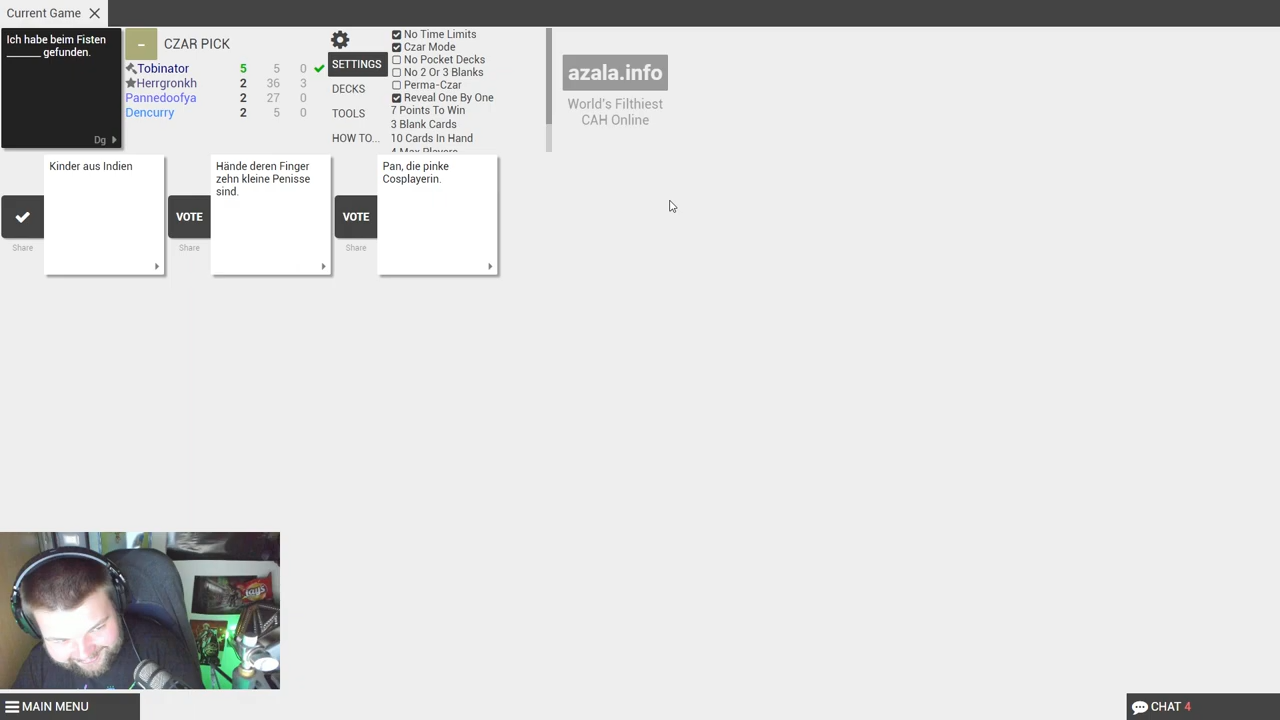 Current Game
Ich habe beim Fisten
______ gefunden.
Dg
–
CZAR PICK
Tobinator 5 5 0
Herrgronkh 2 36 3
Pannedoofya 2 27 0
Dencurry 2 5 0
SETTINGS
DECKS
TOOLS
HOW TO...
No Time Limits
Czar Mode
No Pocket Decks
No 2 Or 3 Blanks
Perma-Czar
Reveal One By One
7 Points To Win
3 Blank Cards
10 Cards In Hand
4 Max Players
azala.info
World's Filthiest
CAH Online
Kinder aus Indien
Share
VOTE
Share
Hände deren Finger
zehn kleine Penisse
sind.
VOTE
Share
Pan, die pinke
Cosplayerin.
Lay's
MAIN MENU
CHAT 4